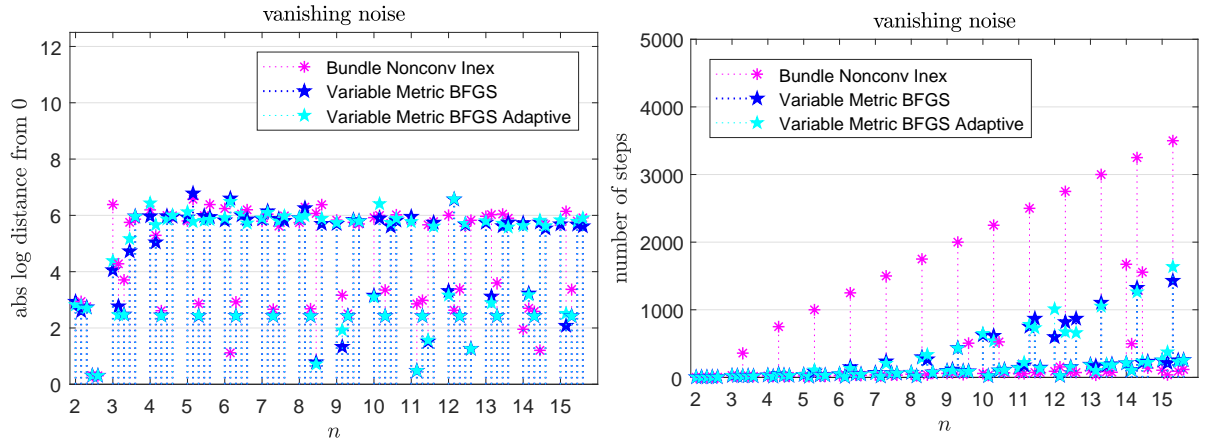 vanishing noise
abs log distance from 0
12
10
8
6
4
2
0
Bundle Nonconv Inex
Variable Metric BFGS
Variable Metric BFGS Adaptive
2 3 4 5 6 7 8 9 10 11 12 13 14 15
n
vanishing noise
number of steps
5000
4000
3000
2000
1000
0
Bundle Nonconv Inex
Variable Metric BFGS
Variable Metric BFGS Adaptive
2 3 4 5 6 7 8 9 10 11 12 13 14 15
n